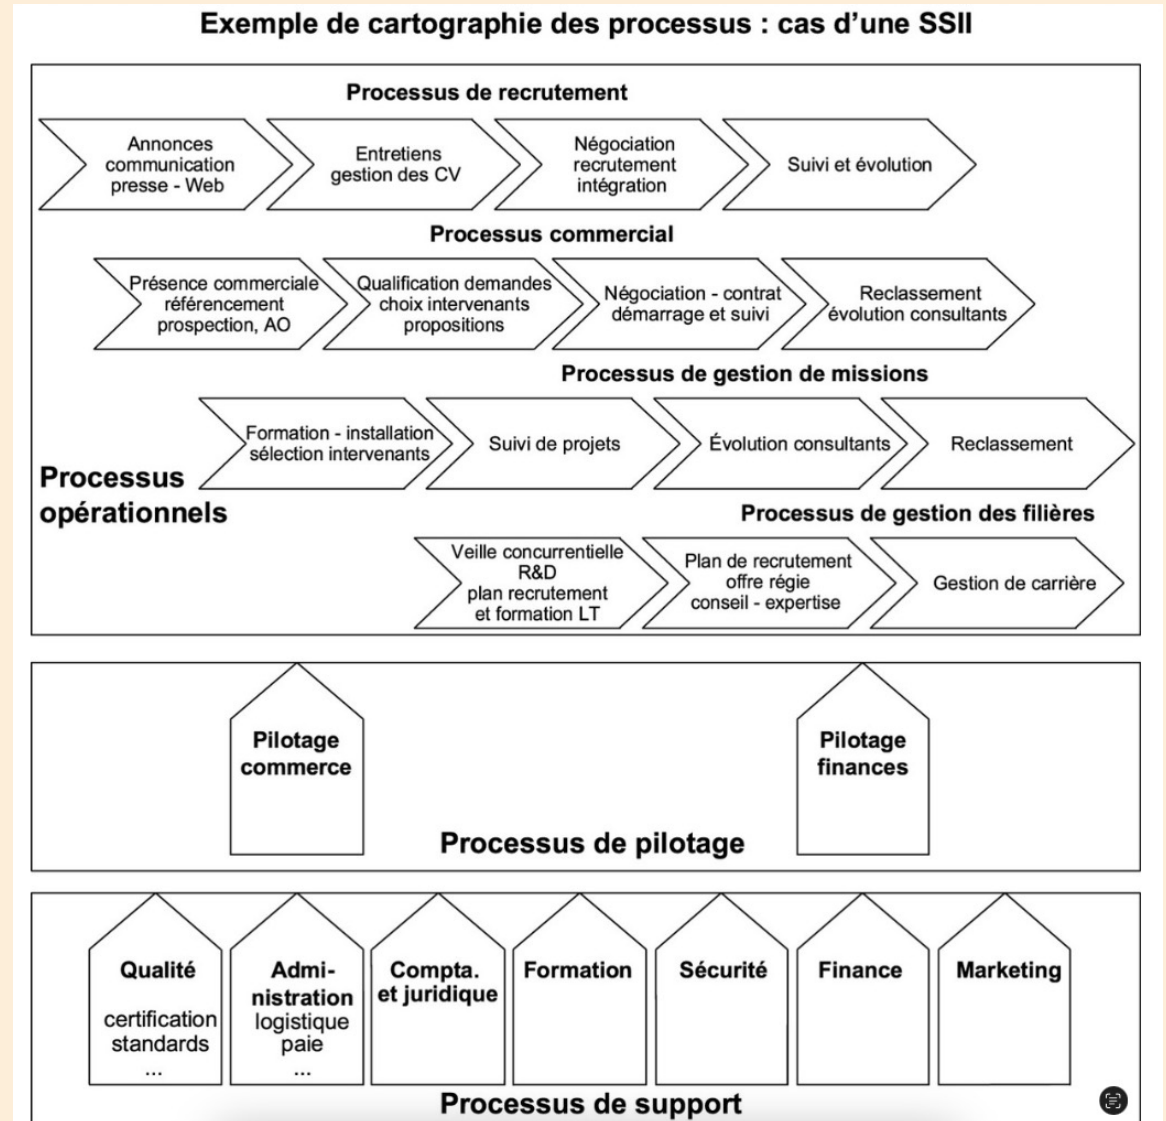 Exemple de cartographie des processus : cas d'une SSII
Processus de recrutement
Annonces
communication
presse - Web
Entretiens
gestion des CV
Négociation
recrutement
intégration
Suivi et évolution
Processus commercial
Présence commerciale
référencement
prospection, AO
Qualification demandes
choix intervenants
propositions
Négociation - contrat
démarrage et suivi
Reclassement
évolution consultants
Processus de gestion de missions
Formation - installation
sélection intervenants
Suivi de projets
Évolution consultants
Reclassement
Processus
opérationnels
Processus de gestion des filières
Veille concurrentielle
R&D
plan recrutement
et formation LT
Plan de recrutement
offre régie
conseil - expertise
Gestion de carrière
Pilotage
commerce
Pilotage
finances
Processus de pilotage
Qualité
certification
standards
...
Admi-
nistration
logistique
paie
...
Compta.
et juridique
Formation
Sécurité
Finance
Marketing
Processus de support